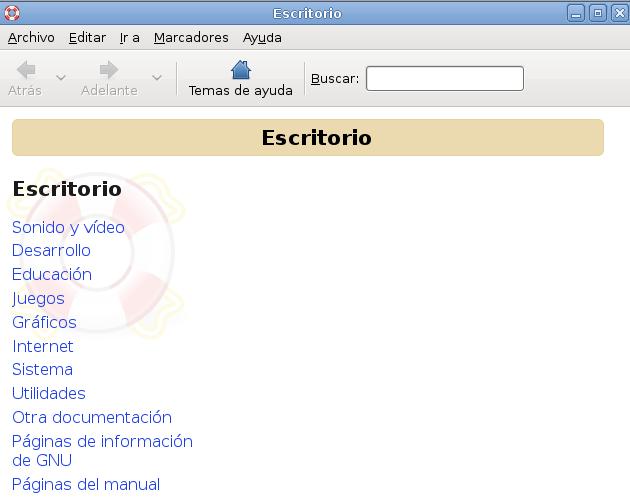 Escritorio
Archivo Editar Ir a Marcadores Ayuda
Atrás Adelante Temas de ayuda Buscar:
Escritorio
Escritorio
Sonido y vídeo
Desarrollo
Educación
Juegos
Gráficos
Internet
Sistema
Utilidades
Otra documentación
Páginas de información
de GNU
Páginas del manual